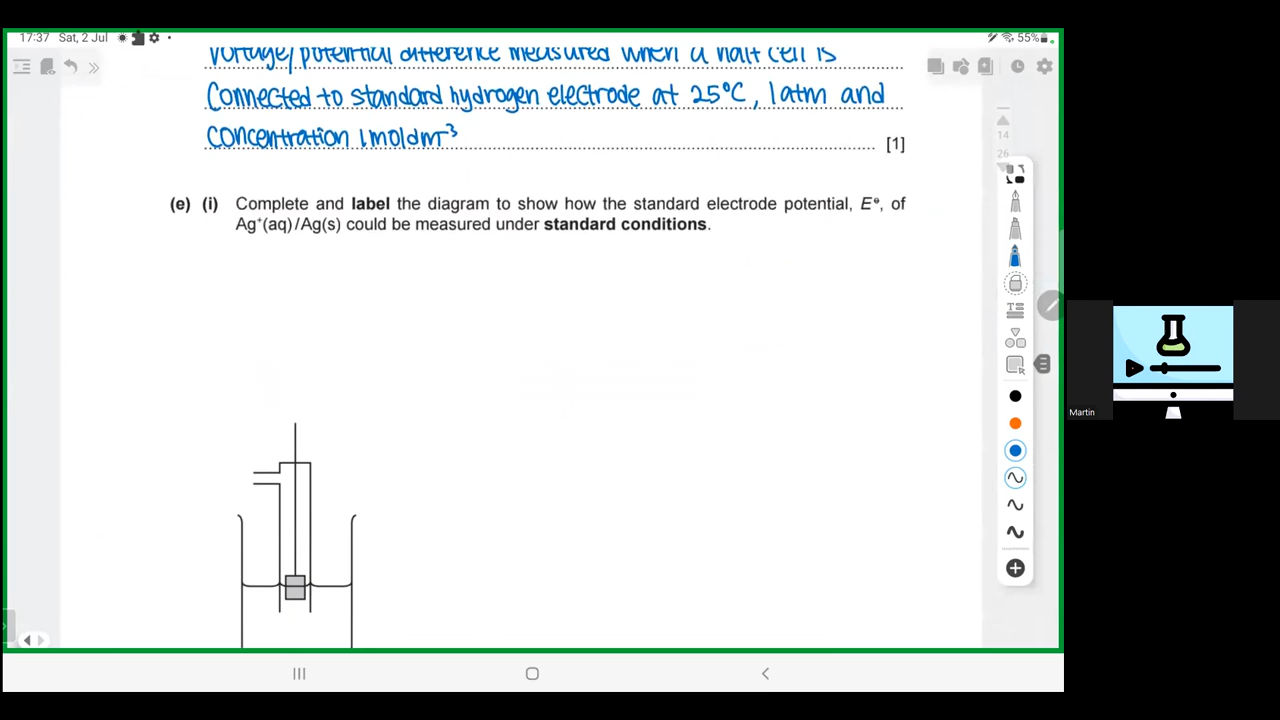 17:37 Sat, 2 Jul
55%
Voltage/potential difference measured when a half cell is
Connected to standard hydrogen electrode at 25°C, 1atm and
Concentration 1moldm⁻³
[1]
(e) (i) Complete and label the diagram to show how the standard electrode potential, E⦵, of
Ag⁺(aq)/Ag(s) could be measured under standard conditions.
14
26
Martin